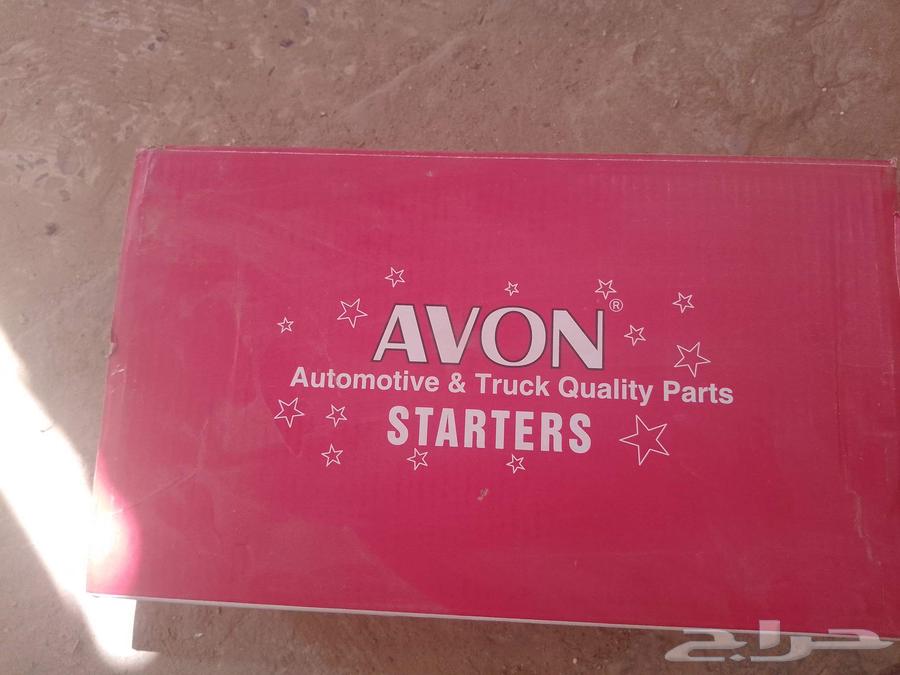 AVON®
Automotive & Truck Quality Parts
STARTERS
حراج